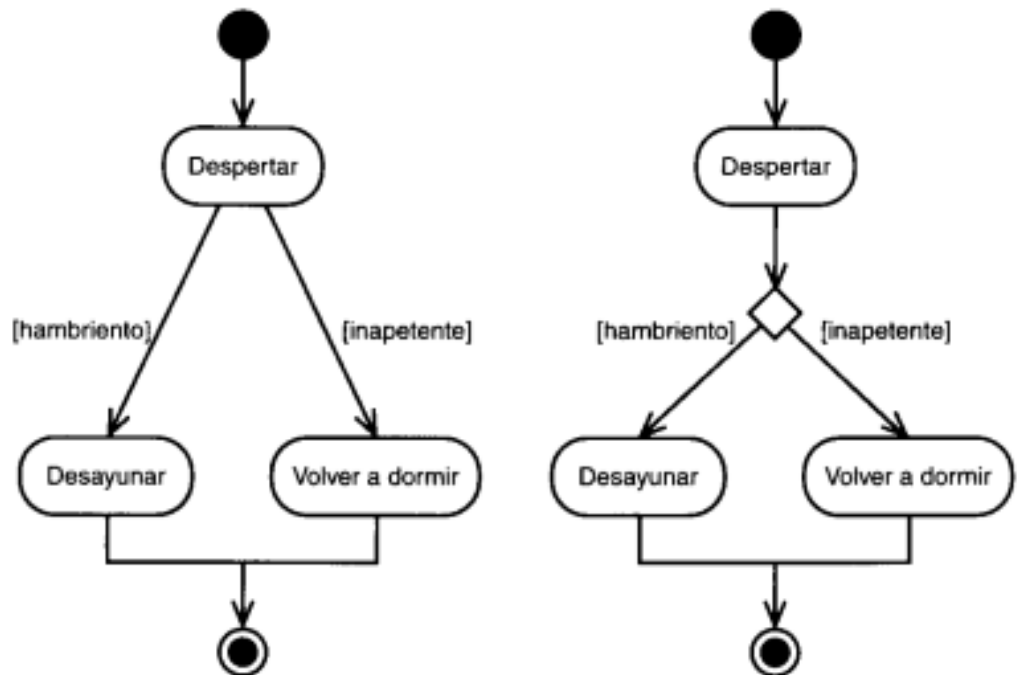 Despertar
[hambriento]
[inapetente]
Desayunar
Volver a dormir
Despertar
[hambriento]
[inapetente]
Desayunar
Volver a dormir